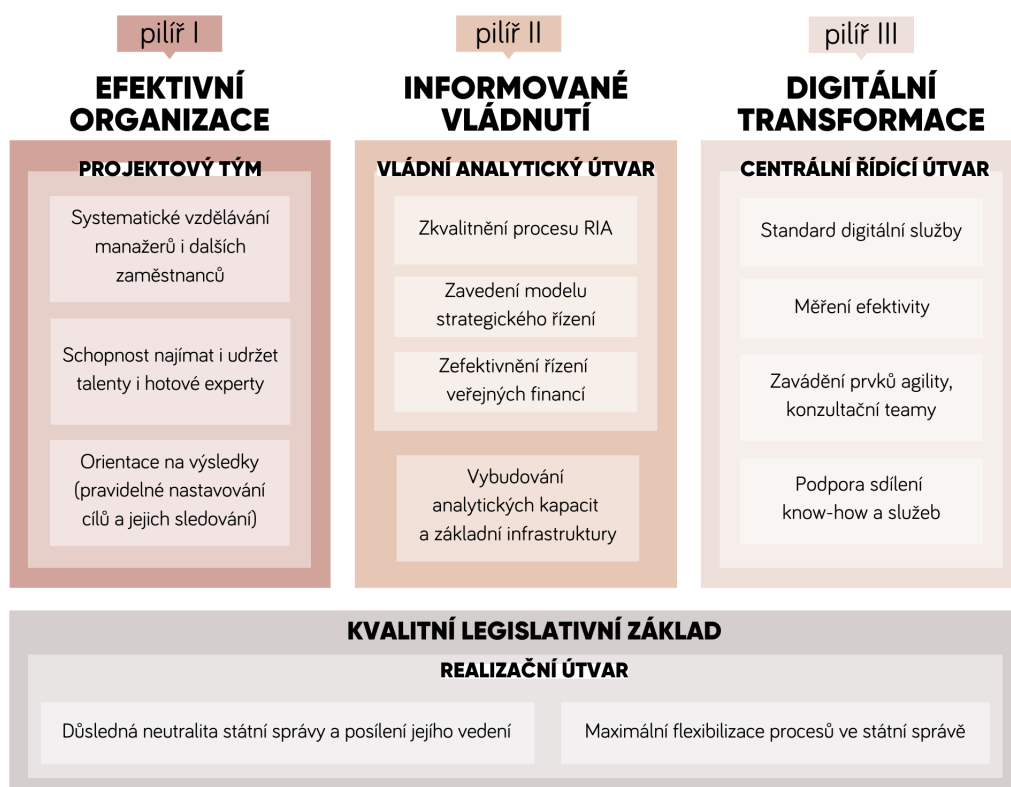 pilíř I
EFEKTIVNÍ
ORGANIZACE
PROJEKTOVÝ TÝM
Systematické vzdělávání
manažerů i dalších
zaměstnanců
Schopnost najímat i udržet
talenty i hotové experty
Orientace na výsledky
(pravidelné nastavování
cílů a jejich sledování)
pilíř II
INFORMOVANÉ
VLÁDNUTÍ
VLÁDNÍ ANALYTICKÝ ÚTVAR
Zkvalitnění procesu RIA
Zavedení modelu
strategického řízení
Zefektivnění řízení
veřejných financí
Vybudování
analytických kapacit
a základní infrastruktury
pilíř III
DIGITÁLNÍ
TRANSFORMACE
CENTRÁLNÍ ŘÍDÍCÍ ÚTVAR
Standard digitální služby
Měření efektivity
Zavádění prvků agility,
konzultační teamy
Podpora sdílení
know-how a služeb
KVALITNÍ LEGISLATIVNÍ ZÁKLAD
REALIZAČNÍ ÚTVAR
Důsledná neutralita státní správy a posílení jejího vedení
Maximální flexibilizace procesů ve státní správě